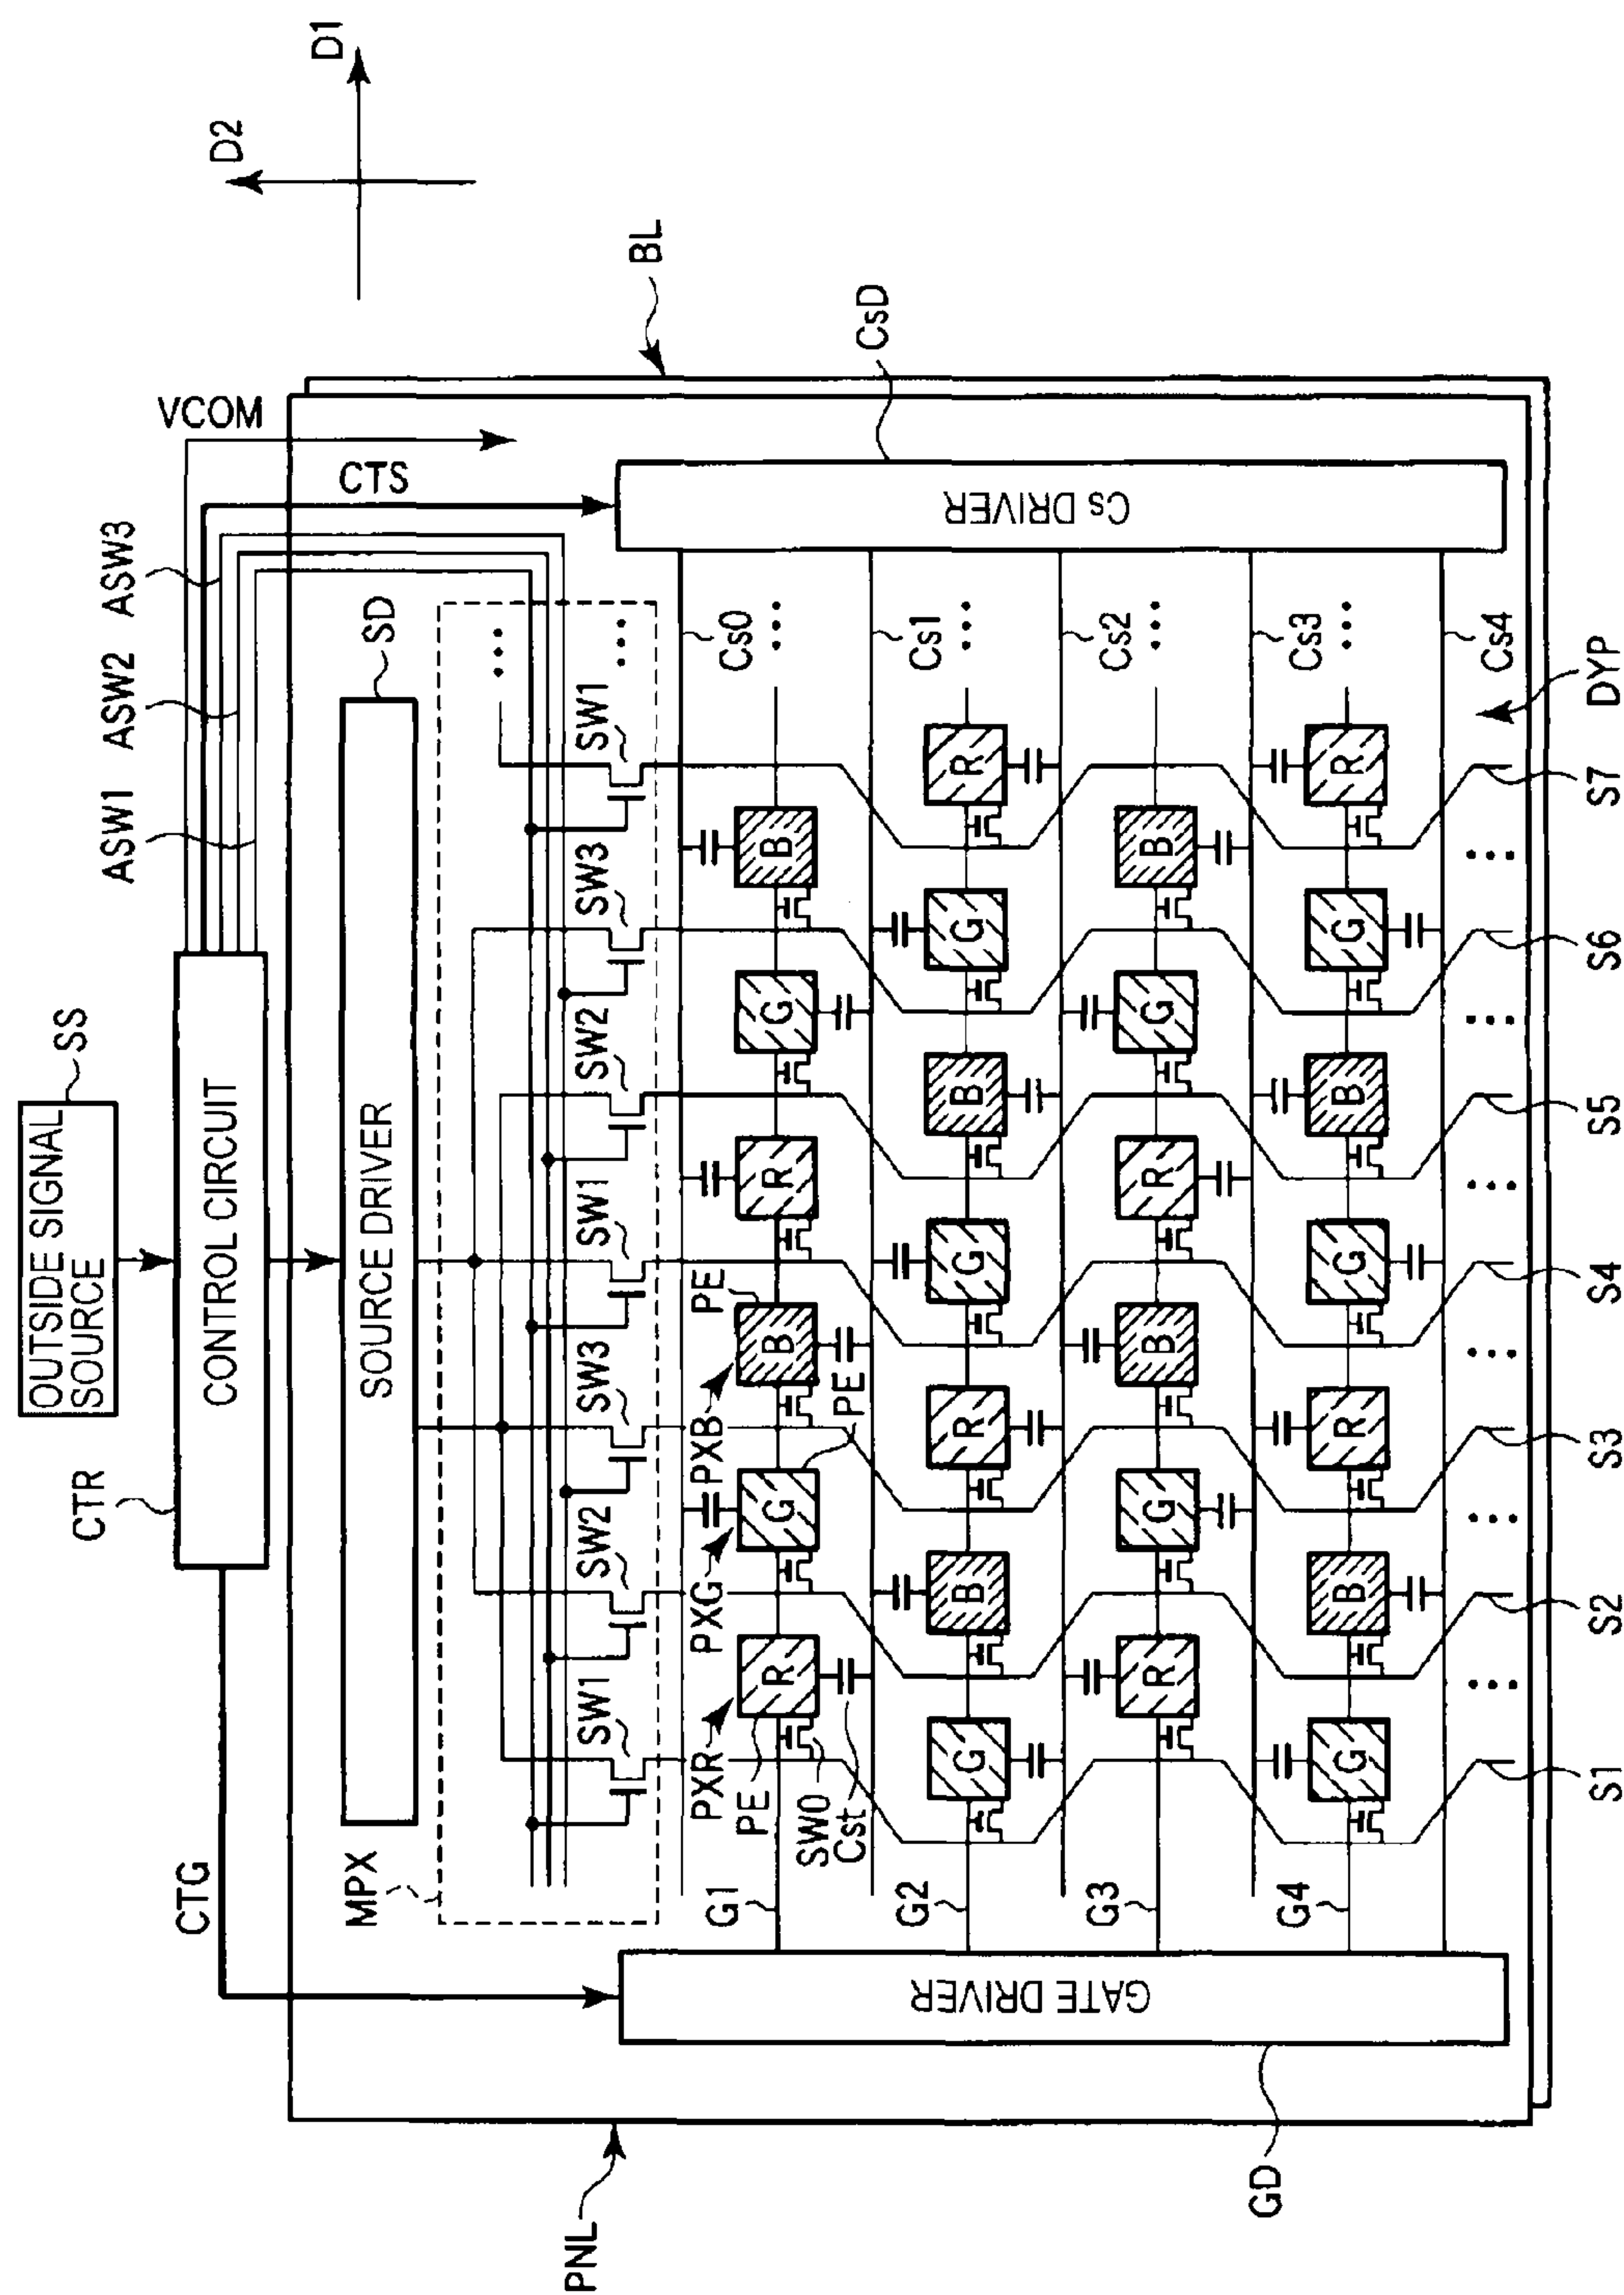 OUTSIDE SIGNAL
SOURCE
SS
CTR
CONTROL CIRCUIT
D2
D1
CTG
ASW1
ASW2
ASW3
VCOM
CTS
BL
SOURCE DRIVER
SD
CsD
MPX
SW1
SW2
SW3
SW1
SW2
SW3
SW1
...
...
PXR
PXG
PXB
PE
PE
PE
SW0
Cst
Cs0
G1
R
G
B
R
G
B
...
Cs1
G2
G
B
R
G
B
G
R
...
Cs2
G3
R
G
B
R
G
B
...
Cs3
G4
G
B
R
G
B
G
R
...
Cs4
GATE DRIVER
Cs DRIVER
...
...
...
...
...
...
DYP
PNL
GD
S1
S2
S3
S4
S5
S6
S7